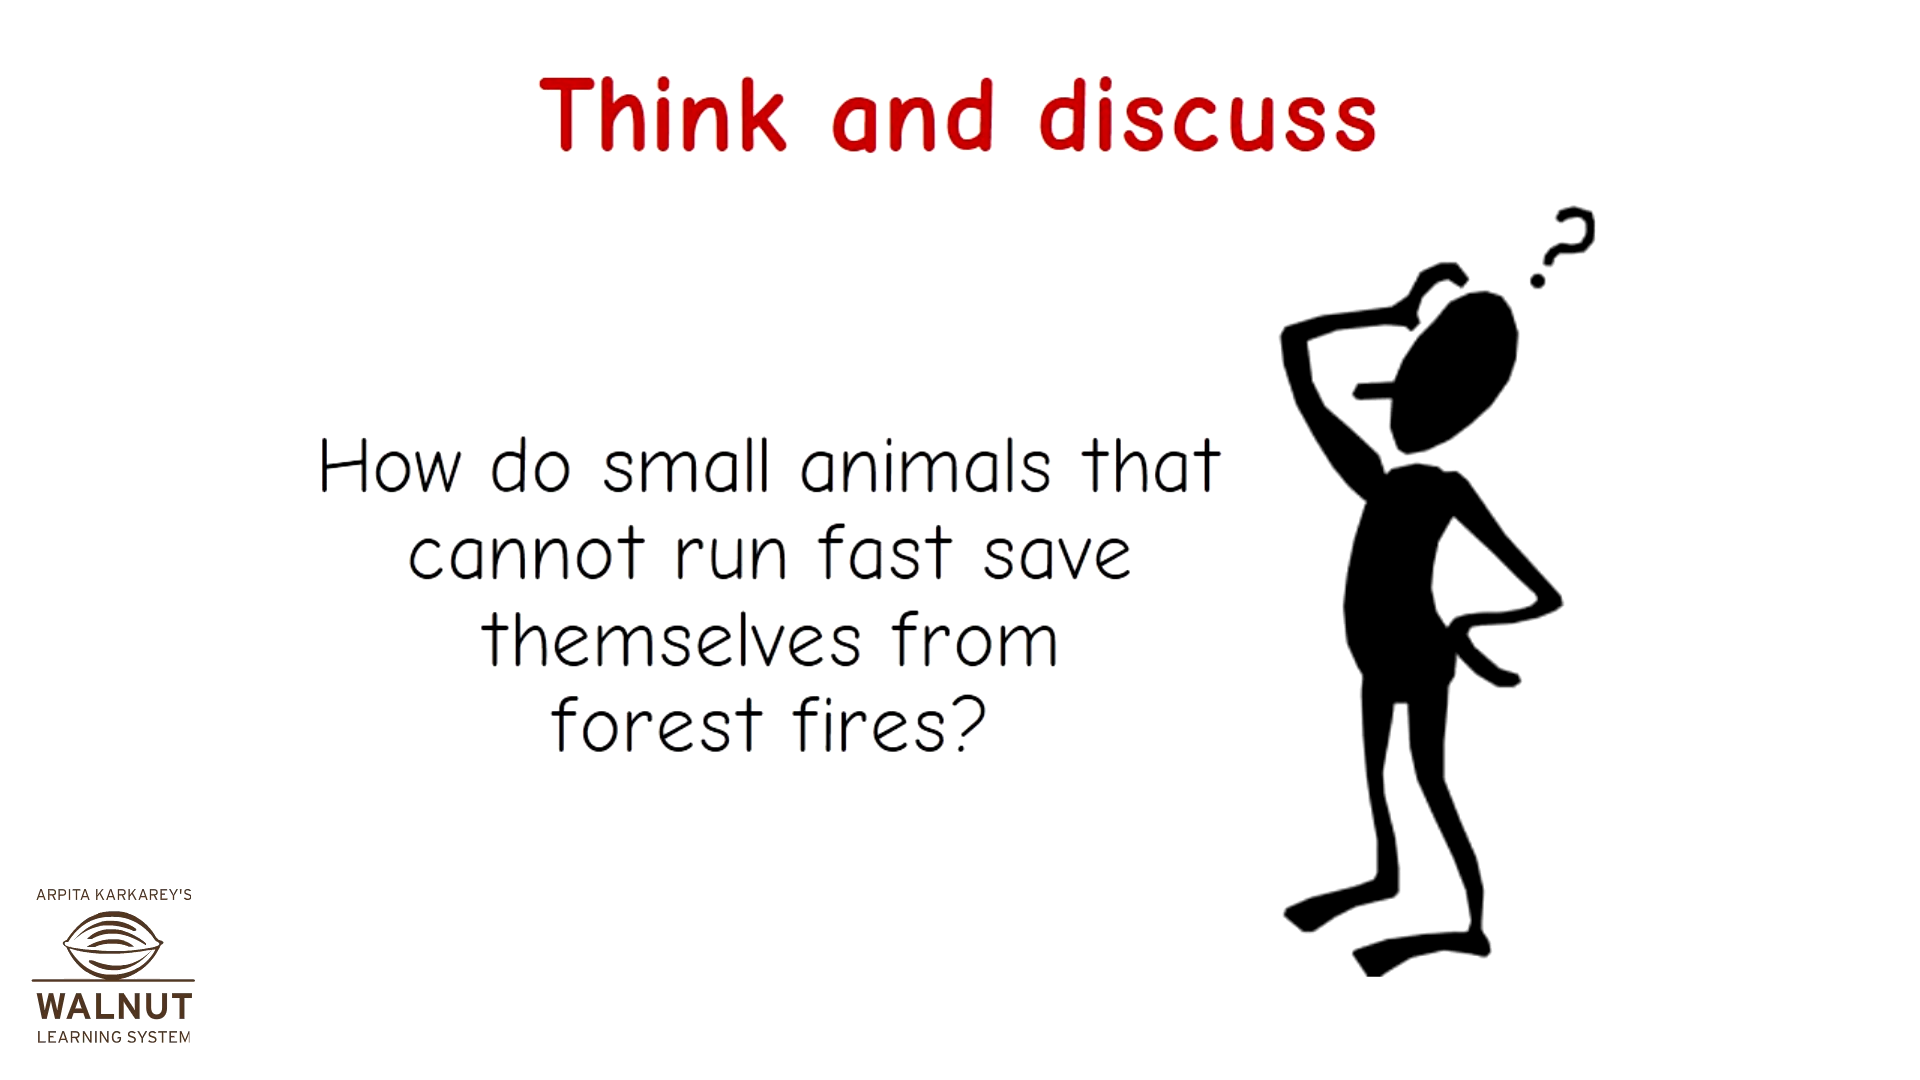 Think and discuss
?
How do small animals that
cannot run fast save
themselves from
forest fires?
ARPITA KARKAREY'S
WALNUT
LEARNING SYSTEM